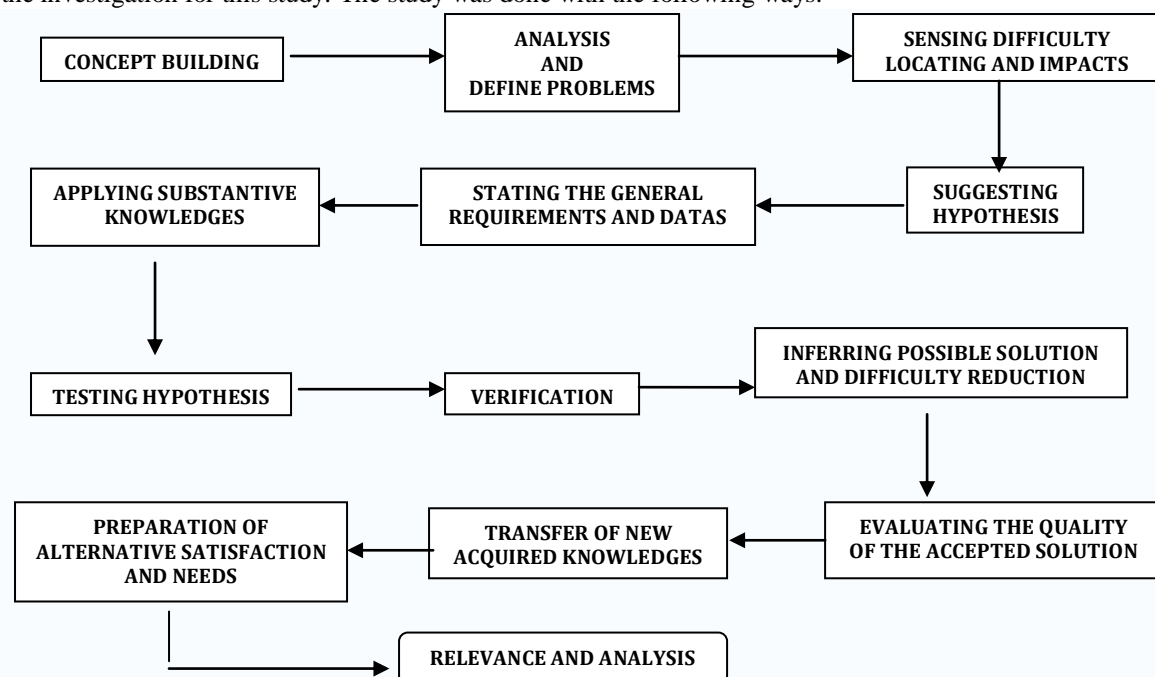 the investigation for this study. The study was done with the following ways:
CONCEPT BUILDING
ANALYSIS
AND
DEFINE PROBLEMS
SENSING DIFFICULTY
LOCATING AND IMPACTS
SUGGESTING
HYPOTHESIS
STATING THE GENERAL
REQUIREMENTS AND DATAS
APPLYING SUBSTANTIVE
KNOWLEDGES
TESTING HYPOTHESIS
VERIFICATION
INFERRING POSSIBLE SOLUTION
AND DIFFICULTY REDUCTION
EVALUATING THE QUALITY
OF THE ACCEPTED SOLUTION
TRANSFER OF NEW
ACQUIRED KNOWLEDGES
PREPARATION OF
ALTERNATIVE SATISFACTION
AND NEEDS
RELEVANCE AND ANALYSIS